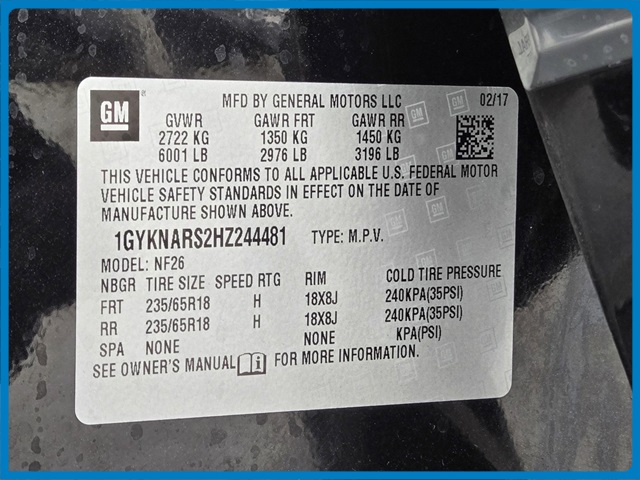 GM
MFD BY GENERAL MOTORS LLC 02/17
GVWR GAWR FRT GAWR RR
2722 KG 1350 KG 1450 KG
6001 LB 2976 LB 3196 LB
THIS VEHICLE CONFORMS TO ALL APPLICABLE U.S. FEDERAL MOTOR
VEHICLE SAFETY STANDARDS IN EFFECT ON THE DATE OF
MANUFACTURE SHOWN ABOVE.
1GYKNARS2HZ244481 TYPE: M.P.V.
MODEL: NF26
NBGR TIRE SIZE SPEED RTG RIM COLD TIRE PRESSURE
FRT 235/65R18 H 18X8J 240KPA(35PSI)
RR 235/65R18 H 18X8J 240KPA(35PSI)
SPA NONE NONE KPA(PSI)
SEE OWNER'S MANUAL i FOR MORE INFORMATION.